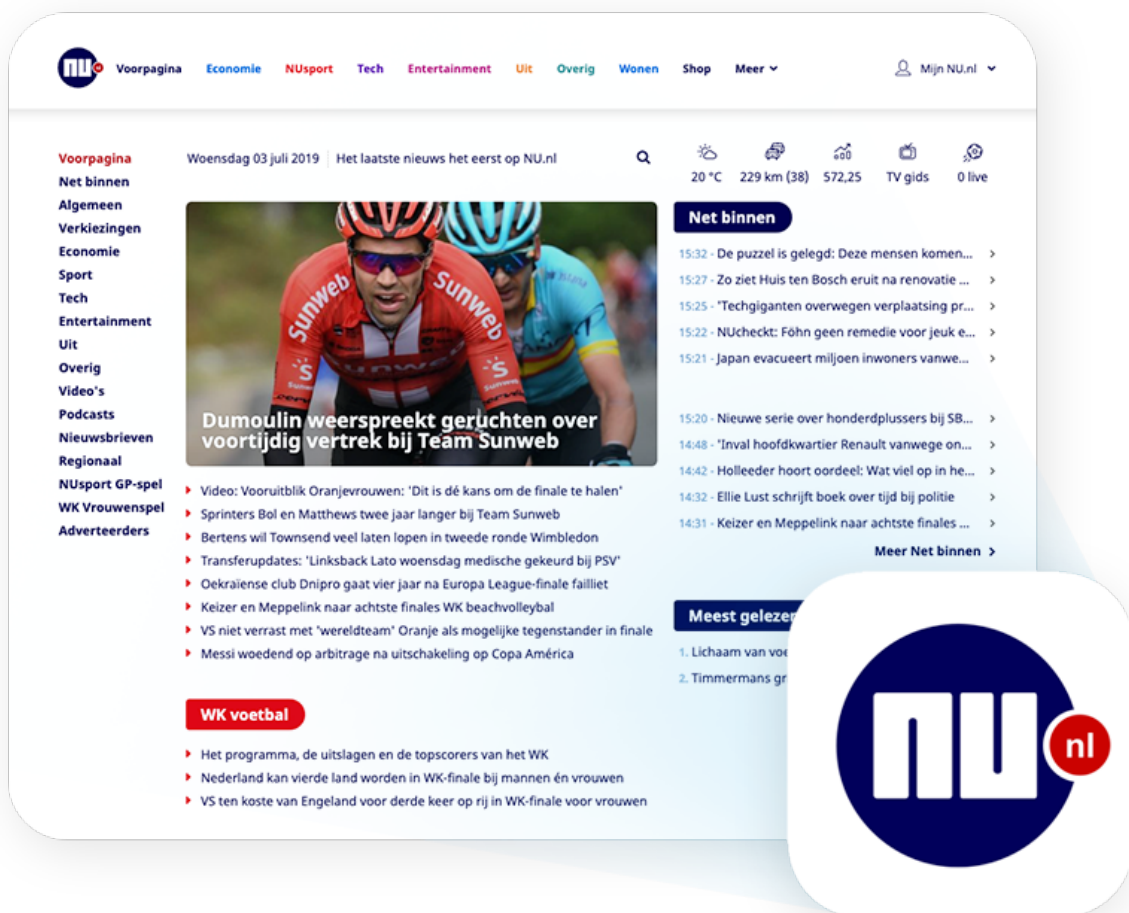 nu nl
Voorpagina Economie NUsport Tech Entertainment Uit Overig Wonen Shop Meer Mijn NU.nl
Voorpagina
Net binnen
Algemeen
Verkiezingen
Economie
Sport
Tech
Entertainment
Uit
Overig
Video's
Podcasts
Nieuwsbrieven
Regionaal
NUsport GP-spel
WK Vrouwenspel
Adverteerders
Woensdag 03 juli 2019 Het laatste nieuws het eerst op NU.nl
20 °C 229 km (38) 572,25 TV gids 0 live
Sunweb
Sunweb
Dumoulin weerspreekt geruchten over
voortijdig vertrek bij Team Sunweb
Video: Vooruitblik Oranjevrouwen: 'Dit is dé kans om de finale te halen'
Sprinters Bol en Matthews twee jaar langer bij Team Sunweb
Bertens wil Townsend veel laten lopen in tweede ronde Wimbledon
Transferupdates: 'Linksback Lato woensdag medische gekeurd bij PSV'
Oekraïense club Dnipro gaat vier jaar na Europa League-finale failliet
Keizer en Meppelink naar achtste finales WK beachvolleybal
VS niet verrast met 'wereldteam' Oranje als mogelijke tegenstander in finale
Messi woedend op arbitrage na uitschakeling op Copa América
WK voetbal
Het programma, de uitslagen en de topscorers van het WK
Nederland kan vierde land worden in WK-finale bij mannen én vrouwen
VS ten koste van Engeland voor derde keer op rij in WK-finale voor vrouwen
Net binnen
15:32 - De puzzel is gelegd: Deze mensen komen...
15:27 - Zo ziet Huis ten Bosch eruit na renovatie ...
15:25 - 'Techgiganten overwegen verplaatsing pr...
15:22 - NUcheckt: Föhn geen remedie voor jeuk e...
15:21 - Japan evacueert miljoen inwoners vanwe...
15:20 - Nieuwe serie over honderdplussers bij SB...
14:48 - 'Inval hoofdkwartier Renault vanwege on...
14:42 - Holleeder hoort oordeel: Wat viel op in he...
14:32 - Ellie Lust schrijft boek over tijd bij politie
14:31 - Keizer en Meppelink naar achtste finales ...
Meer Net binnen
Meest gelezen
1. Lichaam van voe
2. Timmermans gr
nu nl